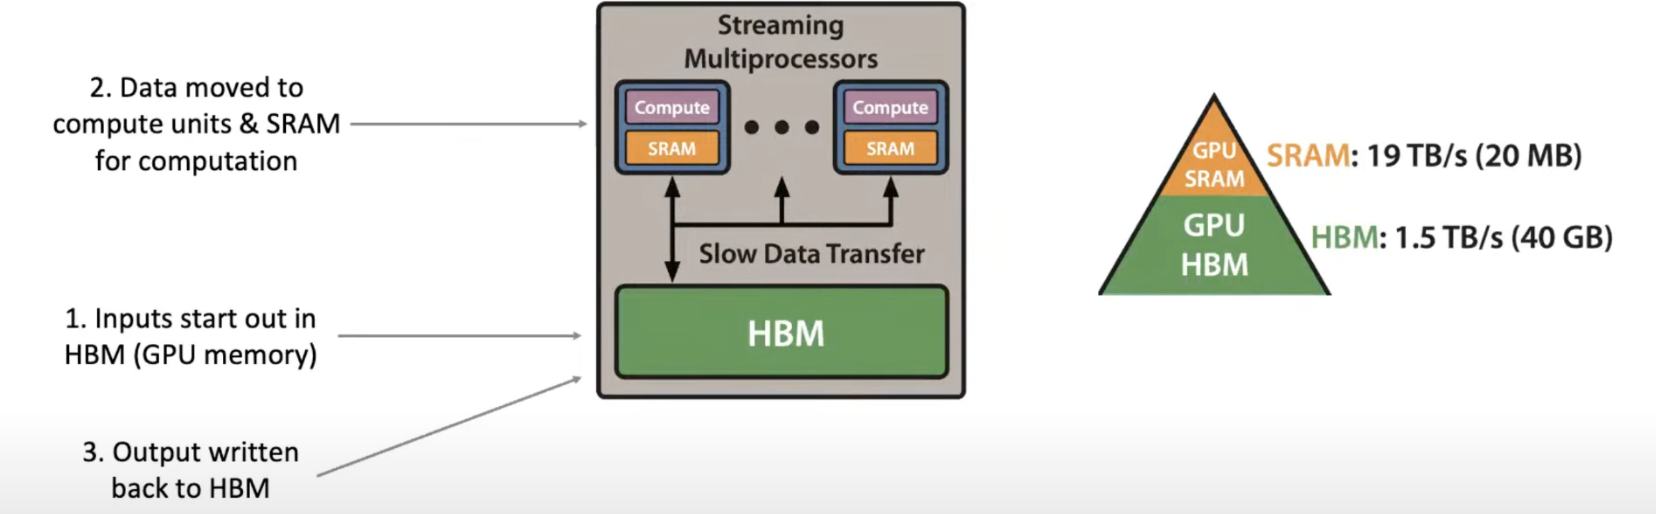 2. Data moved to
compute units & SRAM
for computation
1. Inputs start out in
HBM (GPU memory)
3. Output written
back to HBM
Streaming
Multiprocessors
Compute
SRAM
Compute
SRAM
Slow Data Transfer
HBM
GPU
SRAM
GPU
HBM
SRAM: 19 TB/s (20 MB)
HBM: 1.5 TB/s (40 GB)